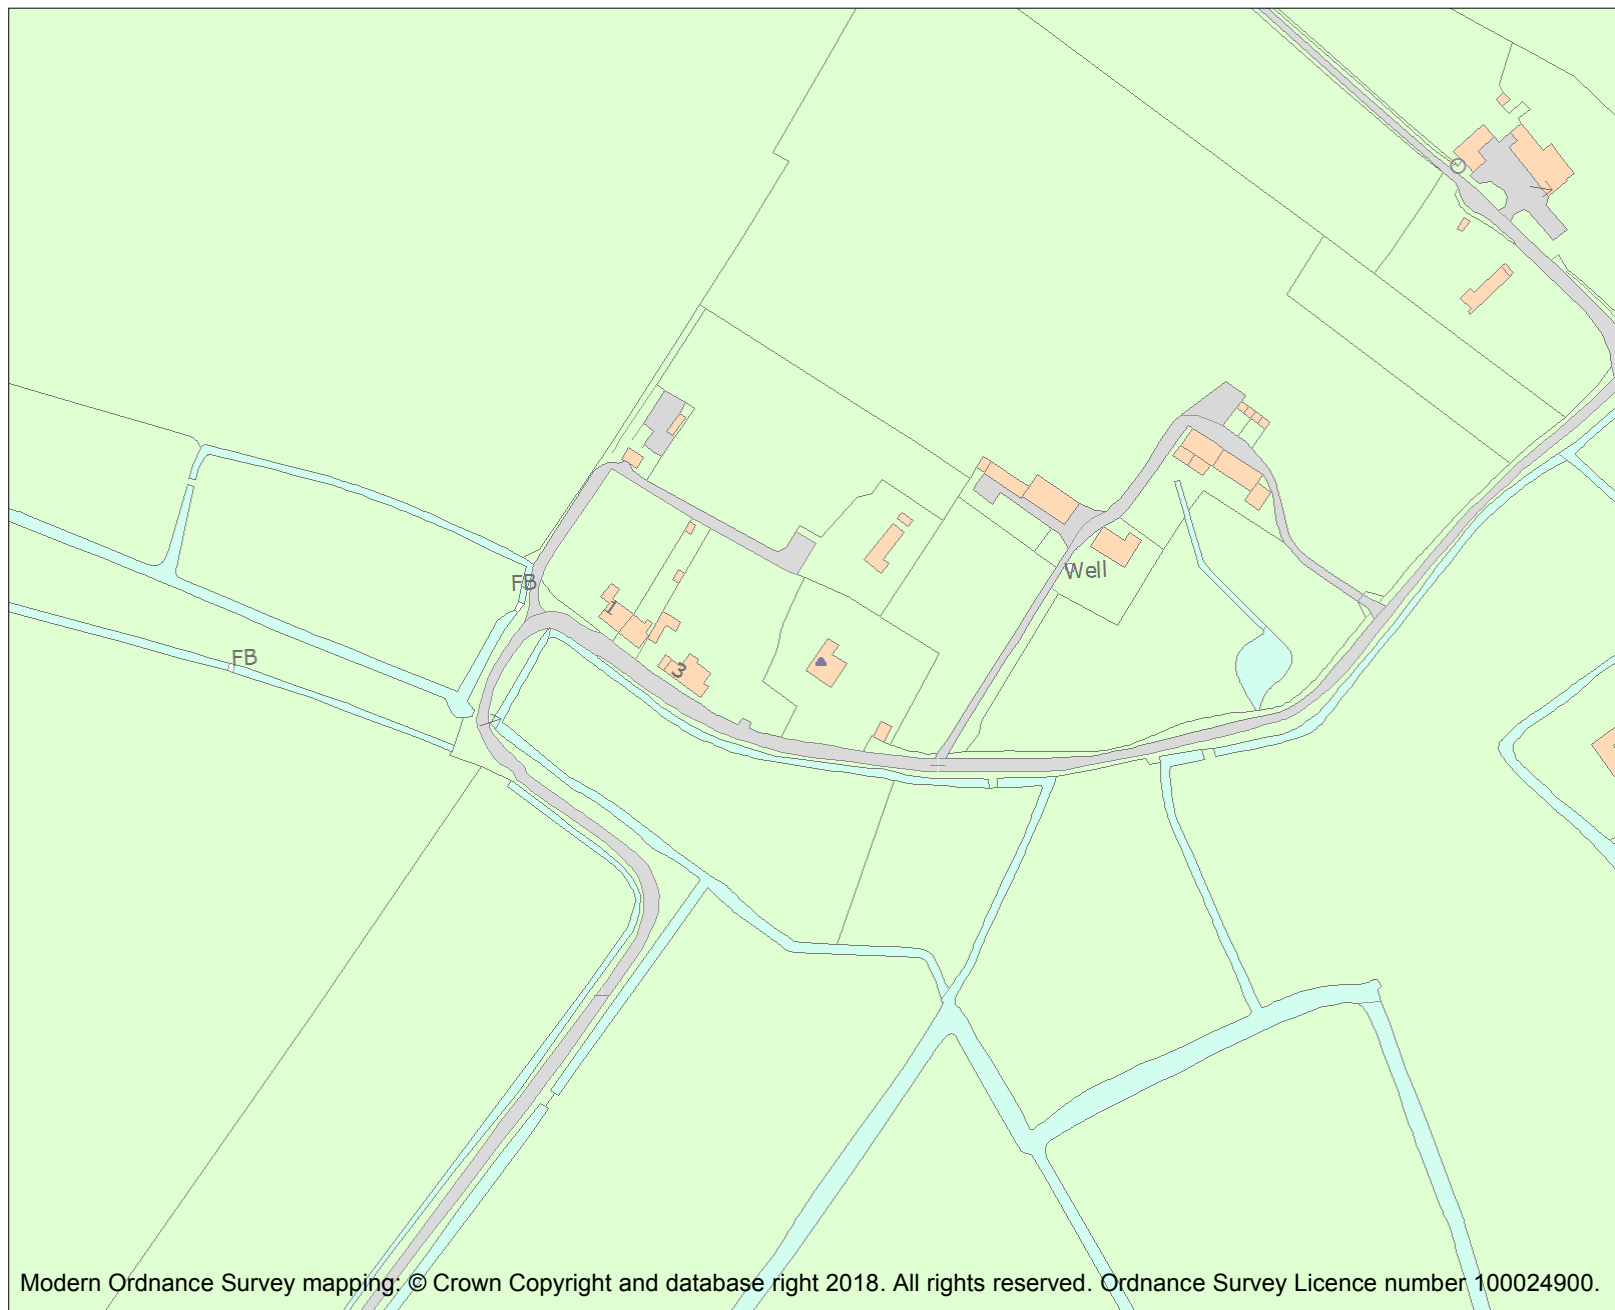 FB
Well
1
FB
3
Modern Ordnance Survey mapping: © Crown Copyright and database right 2018. All rights reserved. Ordnance Survey Licence number 100024900.